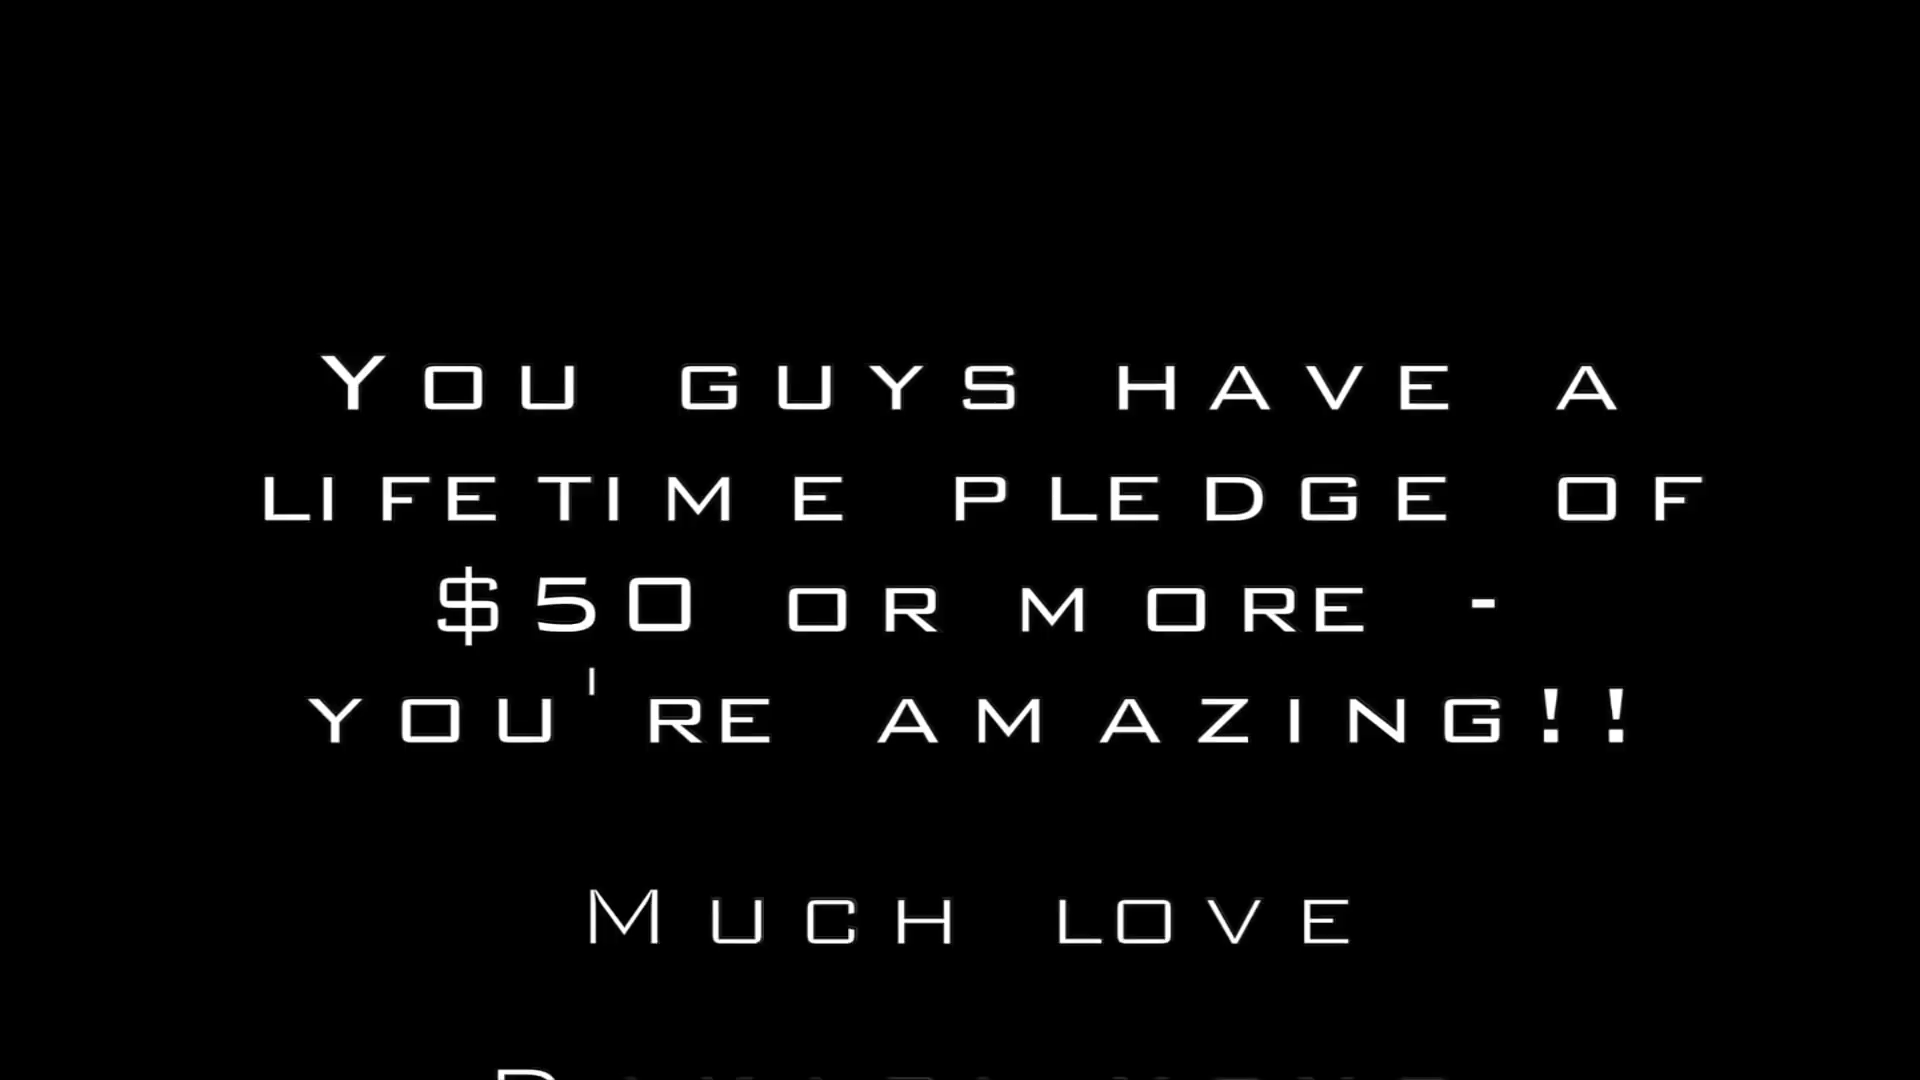 You guys have a
lifetime pledge of
$50 or more -
you're amazing!!
Much love